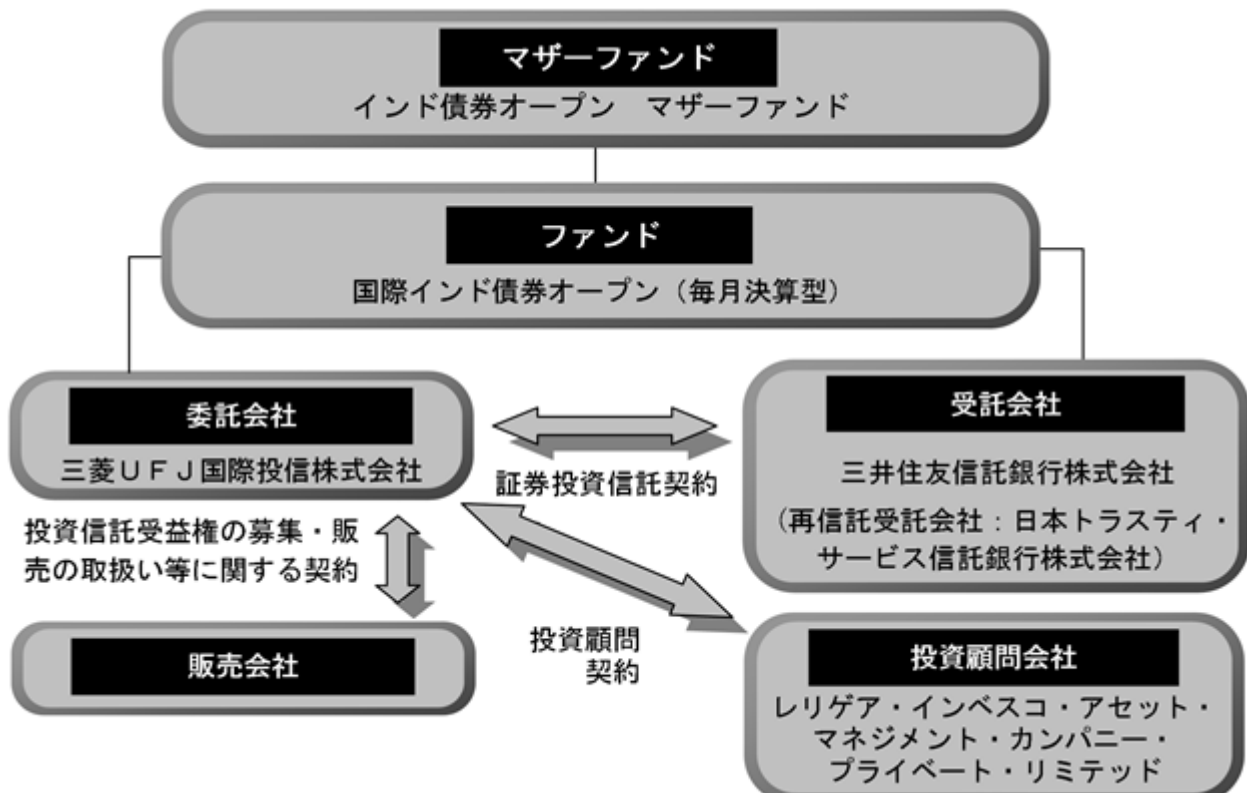 マザーファンド
インド債券オープン　マザーファンド
ファンド
国際インド債券オープン（毎月決算型）
委託会社
三菱ＵＦＪ国際投信株式会社
証券投資信託契約
受託会社
三井住友信託銀行株式会社
（再信託受託会社：日本トラスティ・
サービス信託銀行株式会社）
投資信託受益権の募集・販
売の取扱い等に関する契約
販売会社
投資顧問
契約
投資顧問会社
レリゲア・インベスコ・アセット・
マネジメント・カンパニー・
プライベート・リミテッド